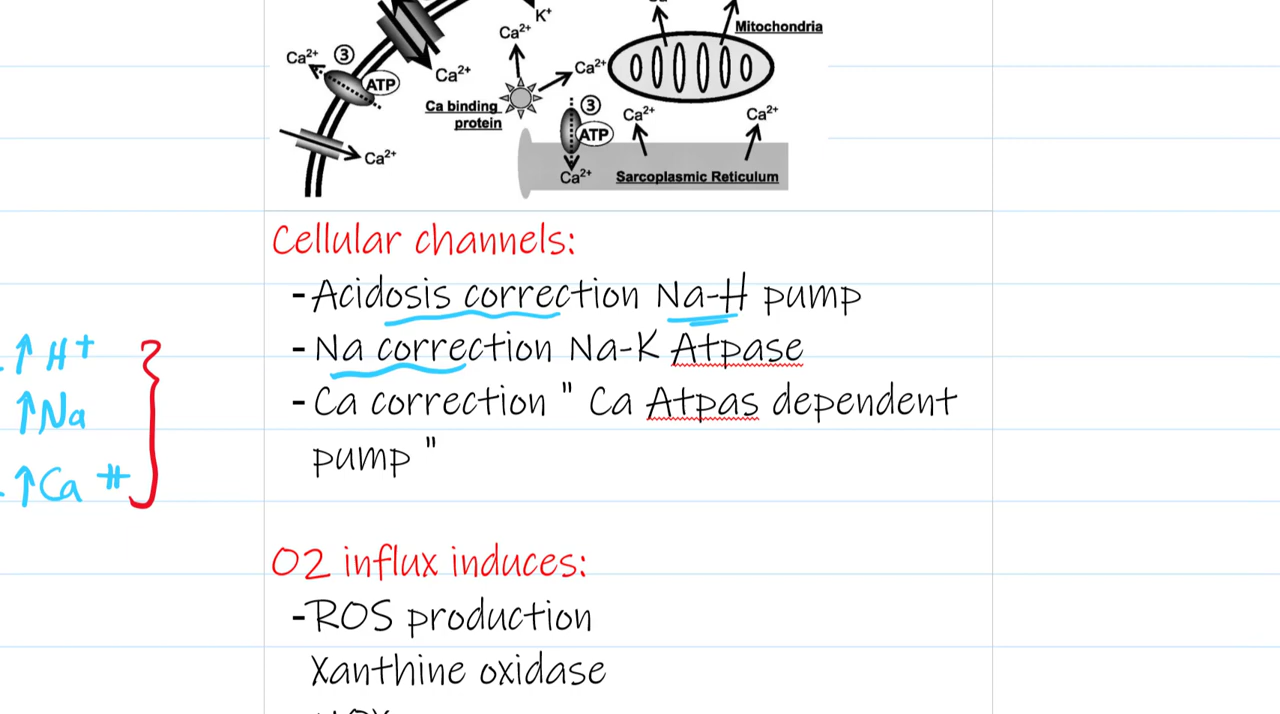 K⁺
Ca²⁺
Mitochondria
Ca²⁺ ③
ATP
Ca²⁺
Ca²⁺
Ca binding protein
③
ATP
Ca²⁺
Ca²⁺
Ca²⁺
Ca²⁺
Sarcoplasmic Reticulum
Cellular channels:
-Acidosis correction Na-H pump
- Na correction Na-K Atpase
- Ca correction " Ca Atpas dependent
pump "
↑ H+
↑Na
↑Ca ++
O2 influx induces:
-ROS production
Xanthine oxidase